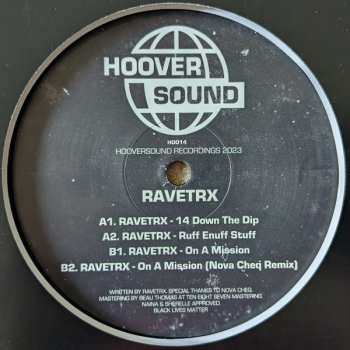 HOOVER
SOUND
H0014
HOOVERSOUND RECORDINGS 2023
RAVETRX
A1. RAVETRX - 14 Down The Dip
A2. RAVETRX - Ruff Enuff Stuff
B1. RAVETRX - On A Mission
B2. RAVETRX - On A Mission (Nova Cheq Remix)
WRITTEN BY RAVETRX. SPECIAL THANKS TO NOVA CHEQ.
MASTERING BY BEAU THOMAS AT TEN EIGHT SEVEN MASTERING
NAINA & SHERELLE APPROVED.
BLACK LIVES MATTER